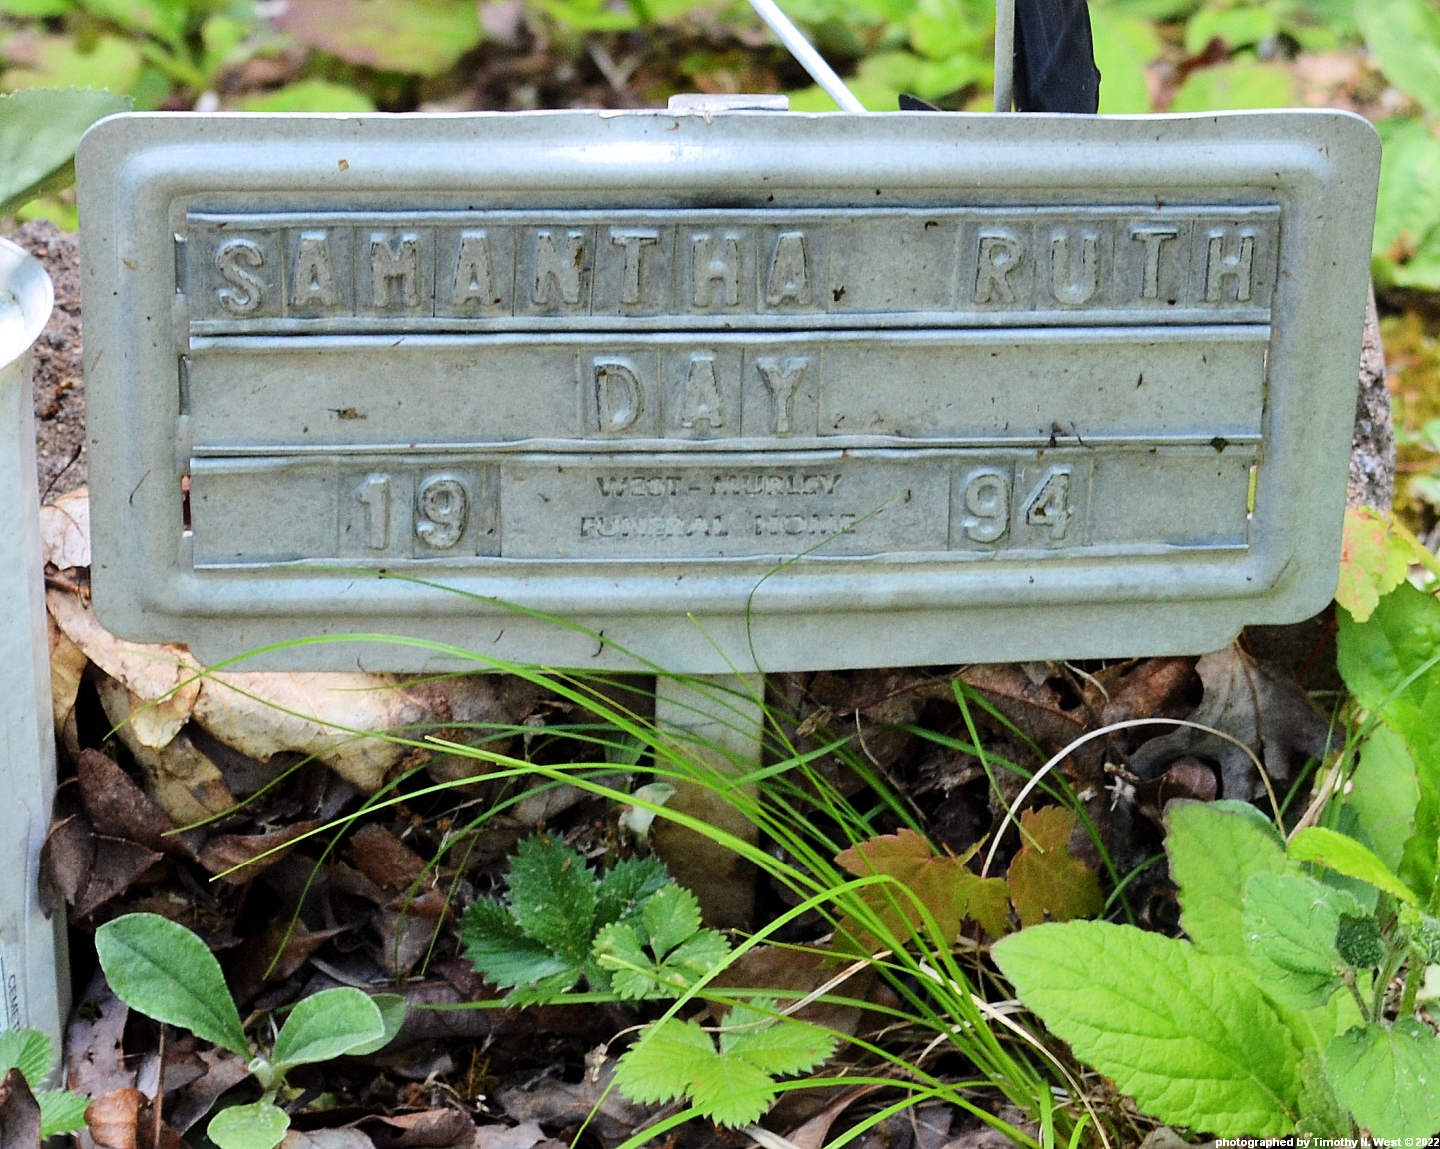 SAMANTHA RUTH
DAY
19 WEST-MURLEY 94
FUNERAL HOME
photographed by Timothy N. West © 2022